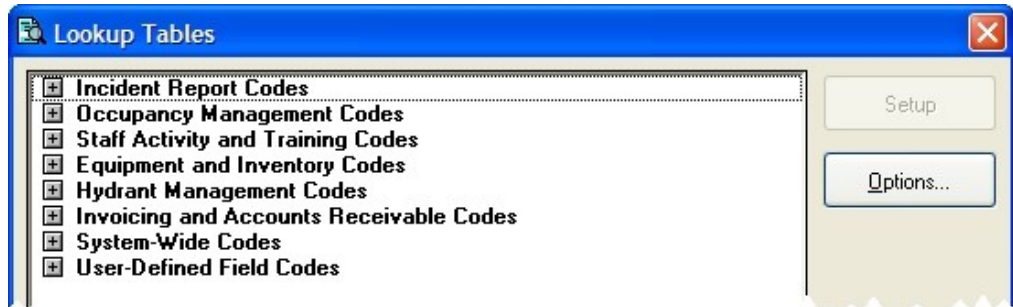 Lookup Tables
Incident Report Codes
Occupancy Management Codes
Staff Activity and Training Codes
Equipment and Inventory Codes
Hydrant Management Codes
Invoicing and Accounts Receivable Codes
System-Wide Codes
User-Defined Field Codes
Setup
Options...